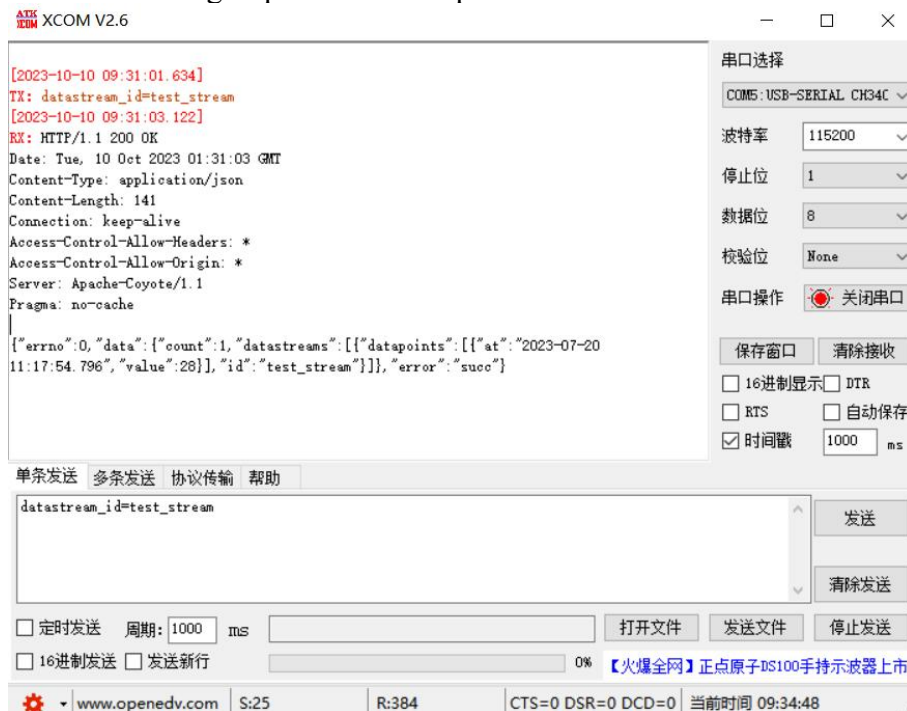 ATK XCOM XCOM V2.6
[2023-10-10 09:31:01.634]
TX: datastream_id=test_stream
[2023-10-10 09:31:03.122]
RX: HTTP/1.1 200 OK
Date: Tue, 10 Oct 2023 01:31:03 GMT
Content-Type: application/json
Content-Length: 141
Connection: keep-alive
Access-Control-Allow-Headers: *
Access-Control-Allow-Origin: *
Server: Apache-Coyote/1.1
Pragma: no-cache
{"errno":0,"data":{"count":1,"datastreams":[{"datapoints":[{"at":"2023-07-20
11:17:54.796","value":28}],"id":"test_stream"}]},"error":"succ"}
串口选择
COM5:USB-SERIAL CH34C
波特率 115200
停止位 1
数据位 8
校验位 None
串口操作 关闭串口
保存窗口 清除接收
16进制显示 DTR
RTS 自动保存
时间戳 1000 ms
单条发送 多条发送 协议传输 帮助
datastream_id=test_stream
发送
清除发送
定时发送 周期: 1000 ms 打开文件 发送文件 停止发送
16进制发送 发送新行 0% 【火爆全网】正点原子DS100手持示波器上市
www.openedv.com S:25 R:384 CTS=0 DSR=0 DCD=0 当前时间 09:34:48